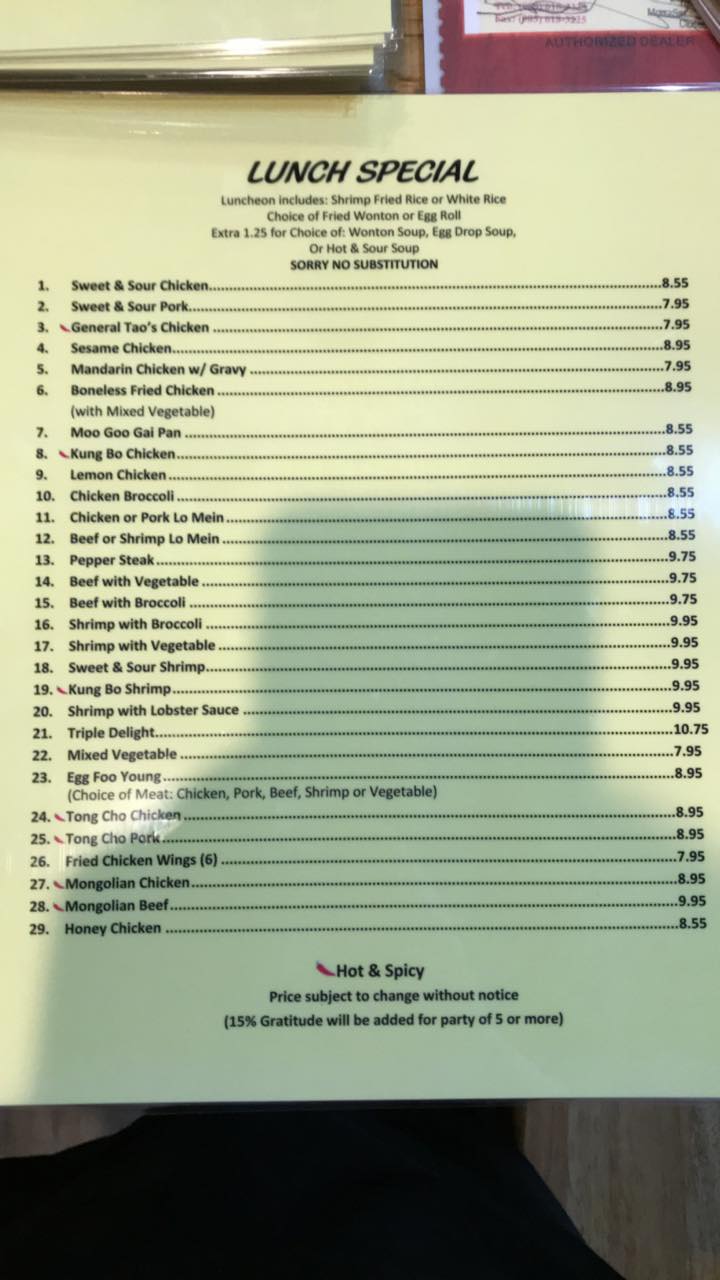 AUTHORIZED DEALER
LUNCH SPECIAL
Luncheon includes: Shrimp Fried Rice or White Rice
Choice of Fried Wonton or Egg Roll
Extra 1.25 for Choice of: Wonton Soup, Egg Drop Soup,
Or Hot & Sour Soup
SORRY NO SUBSTITUTION
1. Sweet & Sour Chicken..........8.55
2. Sweet & Sour Pork..........7.95
3. General Tao's Chicken ..........7.95
4. Sesame Chicken..........8.95
5. Mandarin Chicken w/ Gravy ..........7.95
6. Boneless Fried Chicken ..........8.95
(with Mixed Vegetable)
7. Moo Goo Gai Pan ..........8.55
8. Kung Bo Chicken..........8.55
9. Lemon Chicken..........8.55
10. Chicken Broccoli ..........8.55
11. Chicken or Pork Lo Mein ..........8.55
12. Beef or Shrimp Lo Mein ..........8.55
13. Pepper Steak ..........9.75
14. Beef with Vegetable ..........9.75
15. Beef with Broccoli ..........9.75
16. Shrimp with Broccoli ..........9.95
17. Shrimp with Vegetable ..........9.95
18. Sweet & Sour Shrimp..........9.95
19. Kung Bo Shrimp..........9.95
20. Shrimp with Lobster Sauce ..........9.95
21. Triple Delight..........10.75
22. Mixed Vegetable ..........7.95
23. Egg Foo Young ..........8.95
(Choice of Meat: Chicken, Pork, Beef, Shrimp or Vegetable)
24. Tong Cho Chicken ..........8.95
25. Tong Cho Pork..........8.95
26. Fried Chicken Wings (6) ..........7.95
27. Mongolian Chicken..........8.95
28. Mongolian Beef..........9.95
29. Honey Chicken ..........8.55
Hot & Spicy
Price subject to change without notice
(15% Gratitude will be added for party of 5 or more)